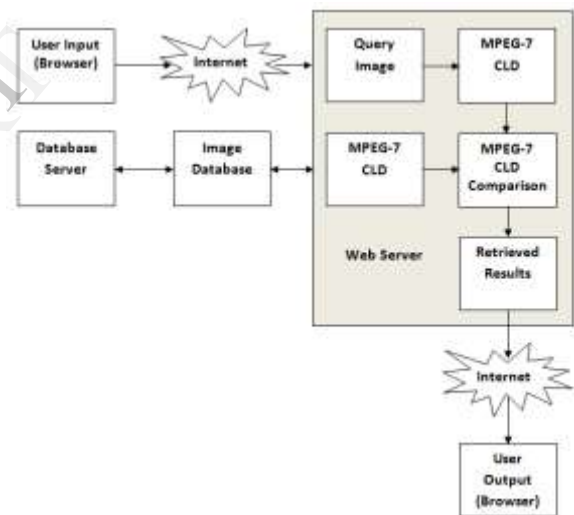 User Input
(Browser)
Internet
Query
Image
MPEG-7
CLD
Database
Server
Image
Database
MPEG-7
CLD
MPEG-7
CLD
Comparison
Web Server
Retrieved
Results
Internet
User
Output
(Browser)